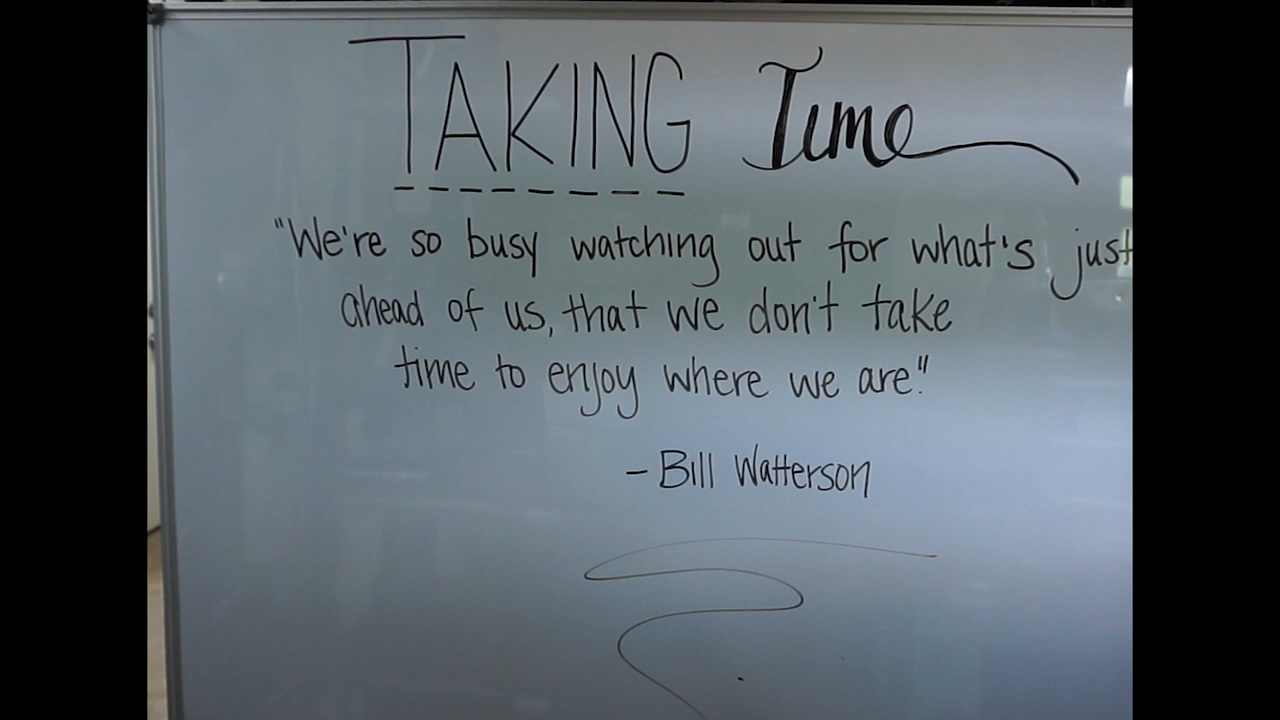 TAKING Time
"We're so busy watching out for what's just
ahead of us, that we don't take
time to enjoy where we are."
- Bill Watterson